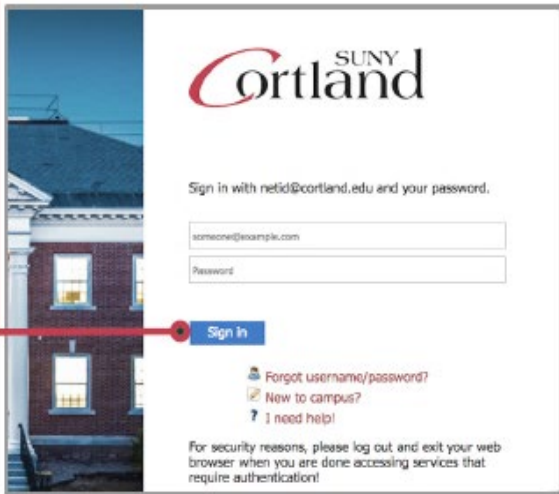 SUNY
Cortland
Sign in with netid@cortland.edu and your password.
someone@example.com
Password
Sign in
Forgot username/password?
New to campus?
? I need help!
For security reasons, please log out and exit your web
browser when you are done accessing services that
require authentication!